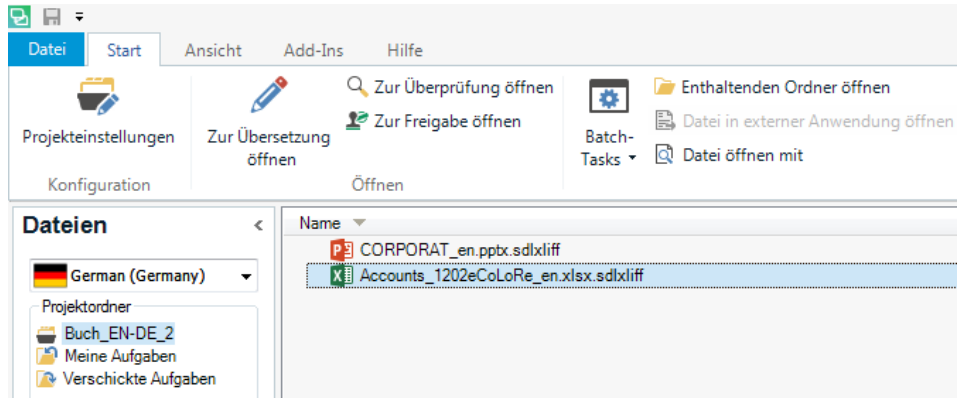 Datei Start Ansicht Add-Ins Hilfe
Projekteinstellungen
Konfiguration
Zur Übersetzung
öffnen
Zur Überprüfung öffnen
Zur Freigabe öffnen
Öffnen
Batch-
Tasks
Enthaltenden Ordner öffnen
Datei in externer Anwendung öffnen
Datei öffnen mit
Dateien
German (Germany)
Projektordner
Buch_EN-DE_2
Meine Aufgaben
Verschickte Aufgaben
Name
CORPORAT_en.pptx.sdlxliff
Accounts_1202eCoLoRe_en.xlsx.sdlxliff